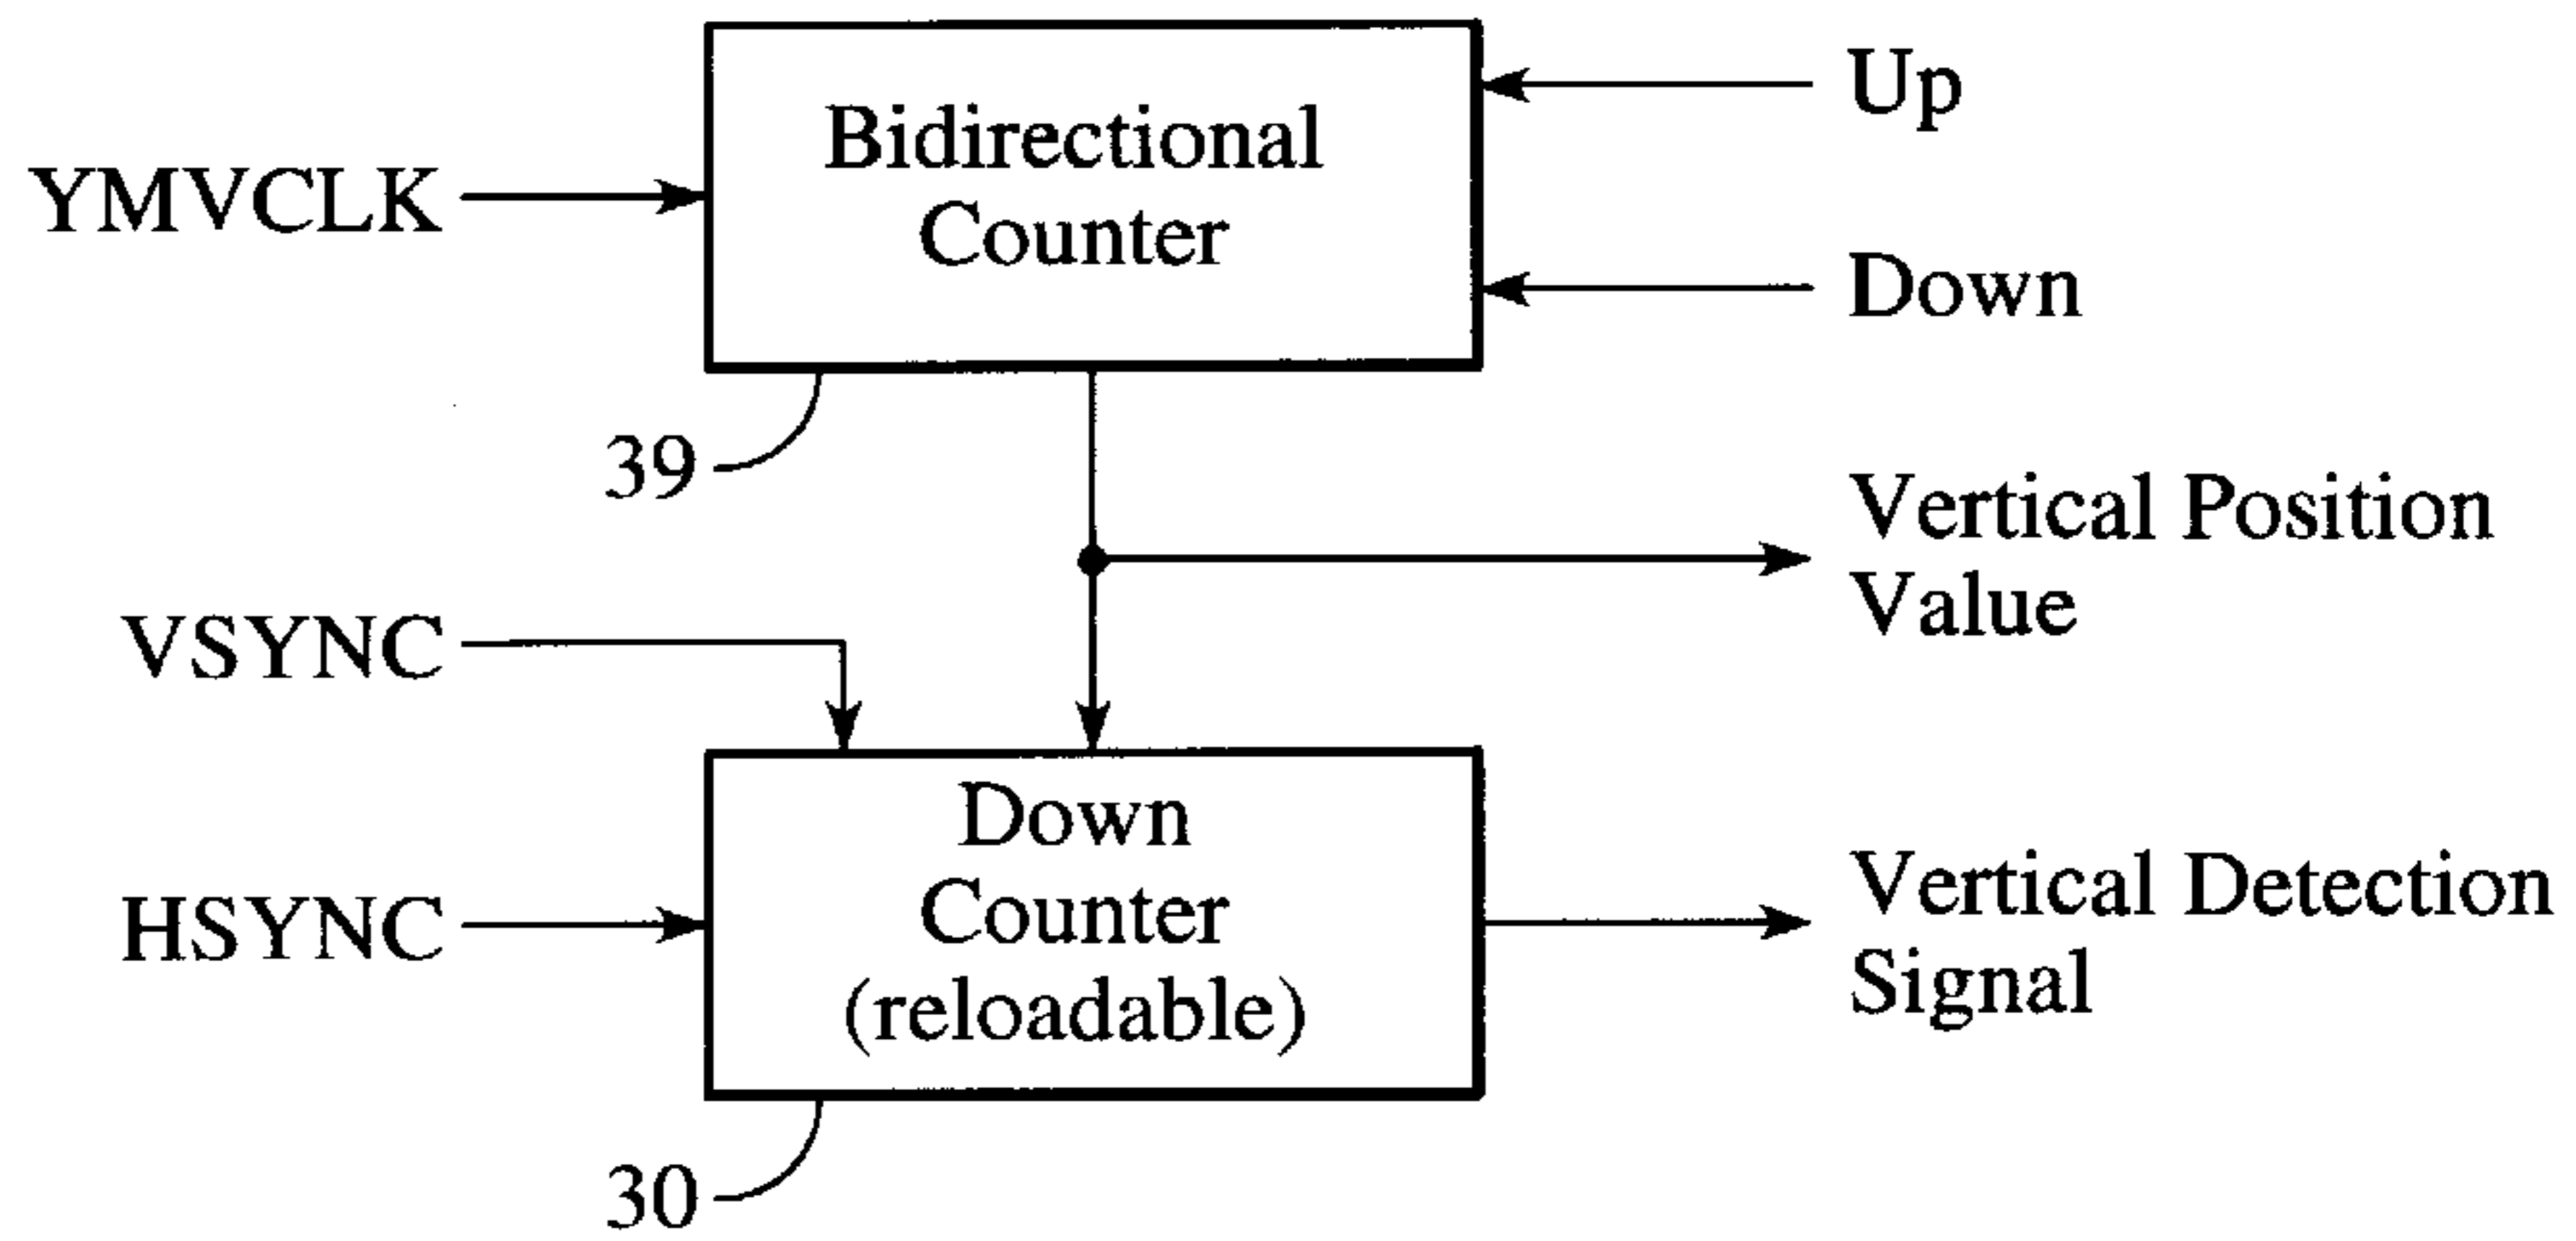 Up
Bidirectional
Counter
YMVCLK
Down
39
Vertical Position
Value
VSYNC
Down
Counter
(reloadable)
HSYNC
Vertical Detection
Signal
30